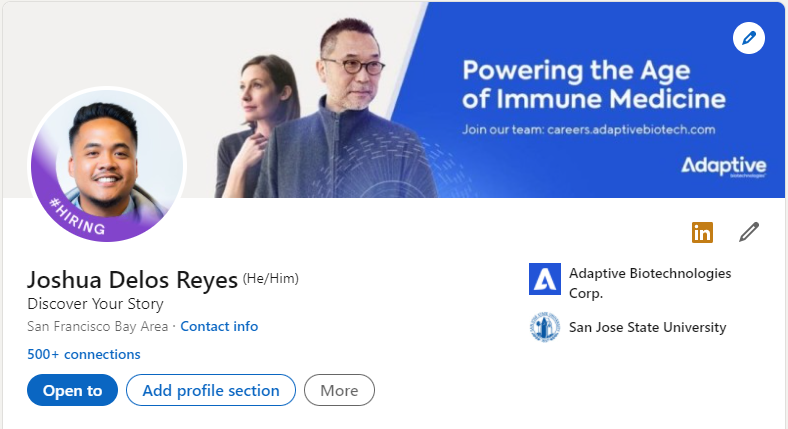 Powering the Age
of Immune Medicine
Join our team: careers.adaptivebiotech.com
Adaptive
biotechnologies
#HIRING
in
Joshua Delos Reyes (He/Him)
Discover Your Story
San Francisco Bay Area · Contact info
500+ connections
Open to
Add profile section
More
Adaptive Biotechnologies
Corp.
San Jose State University